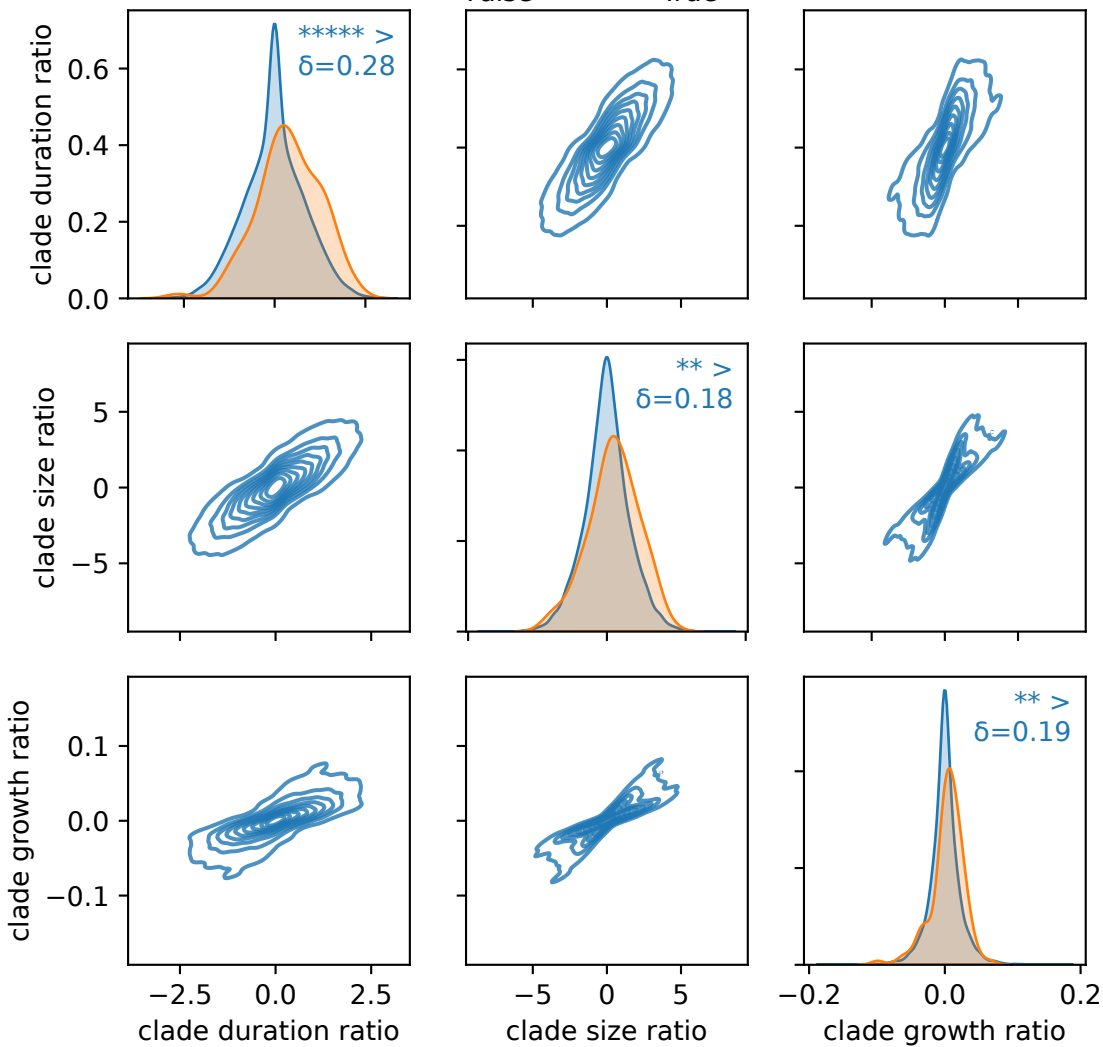 ***** >
δ=0.28
clade duration ratio
0.6
0.4
0.2
0.0
** >
δ=0.18
clade size ratio
5
0
−5
** >
δ=0.19
clade growth ratio
0.1
0.0
−0.1
−2.5 0.0 2.5
−5 0 5
−0.2 0.0 0.2
clade duration ratio
clade size ratio
clade growth ratio